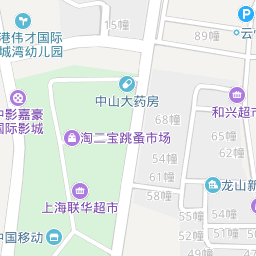 港伟才国际
城湾幼儿园
15幢
89幢
云
中山大药房
和兴超市
中影嘉豪
国际影城
68幢
61幢
54幢
65幢
淘二宝跳蚤市场
62幢
55幢
51幢
龙山新
上海联华超市
52幢
53幢
25幢
中国移动